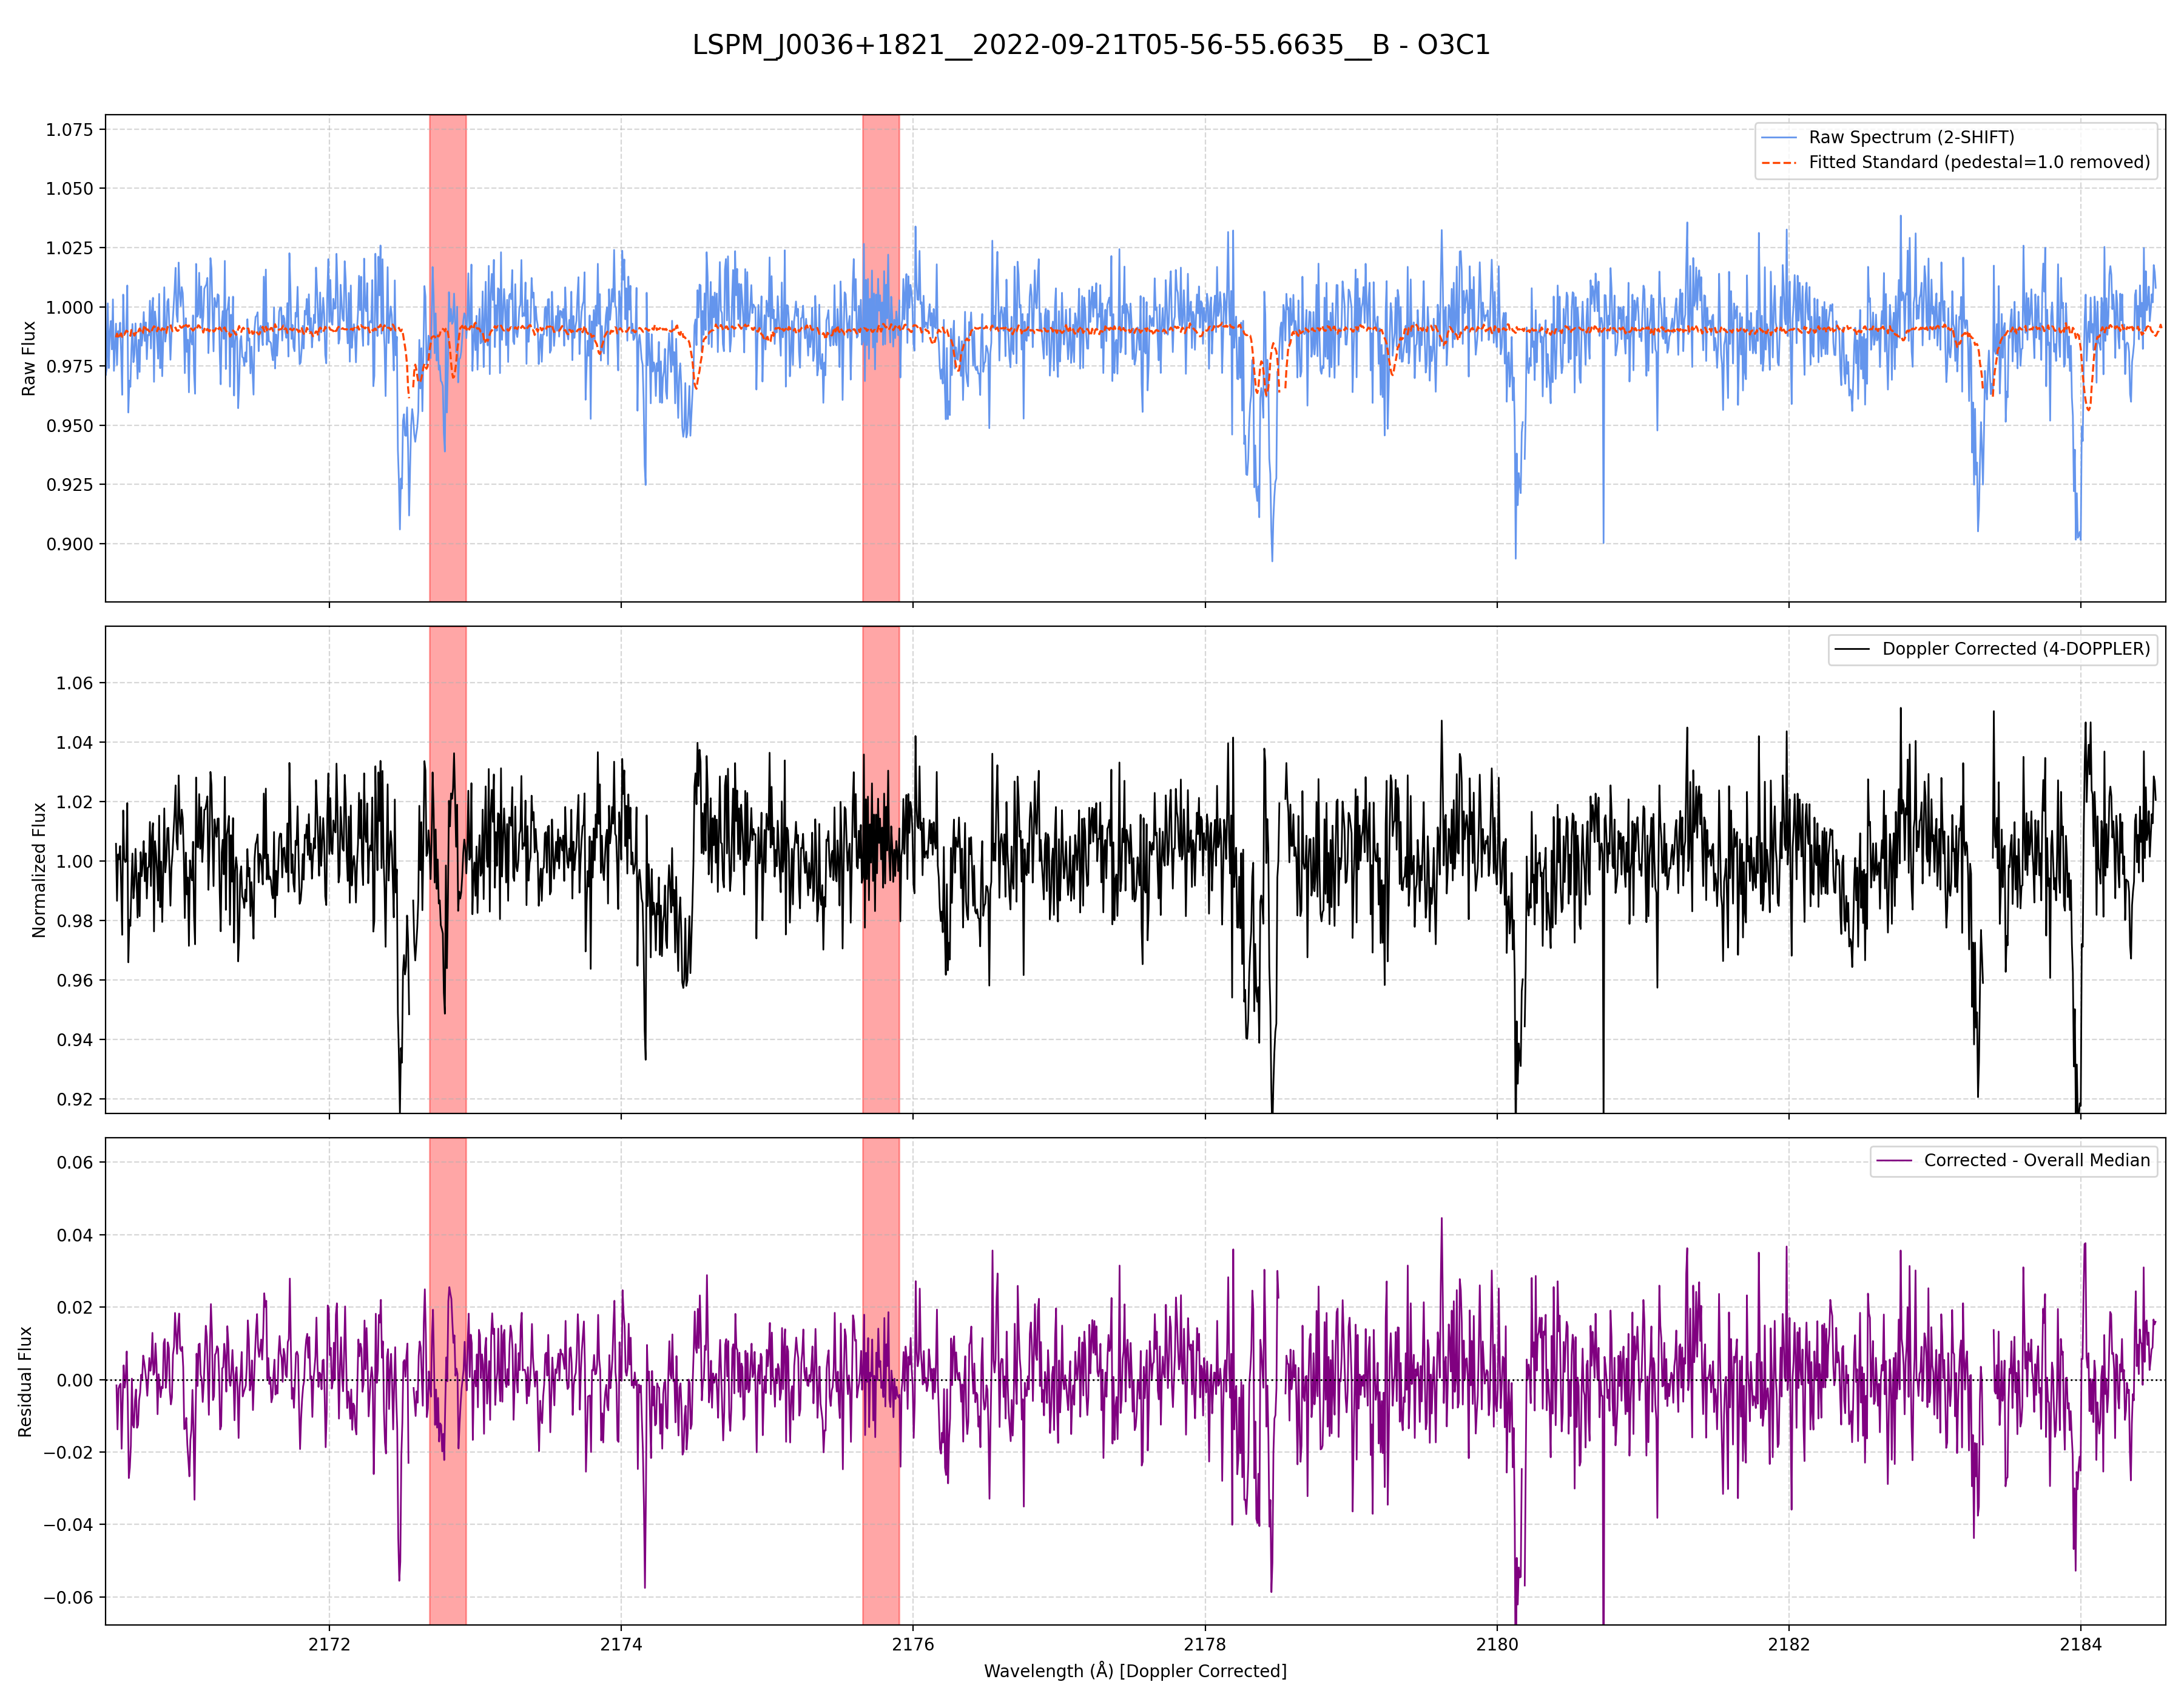 LSPM_J0036+1821__2022-09-21T05-56-55.6635__B - O3C1
Raw Spectrum (2-SHIFT)
Fitted Standard (pedestal=1.0 removed)
Raw Flux
1.075
1.050
1.025
1.000
0.975
0.950
0.925
0.900
Doppler Corrected (4-DOPPLER)
Normalized Flux
1.06
1.04
1.02
1.00
0.98
0.96
0.94
0.92
Corrected - Overall Median
Residual Flux
0.06
0.04
0.02
0.00
−0.02
−0.04
−0.06
2172 2174 2176 2178 2180 2182 2184
Wavelength (Å) [Doppler Corrected]